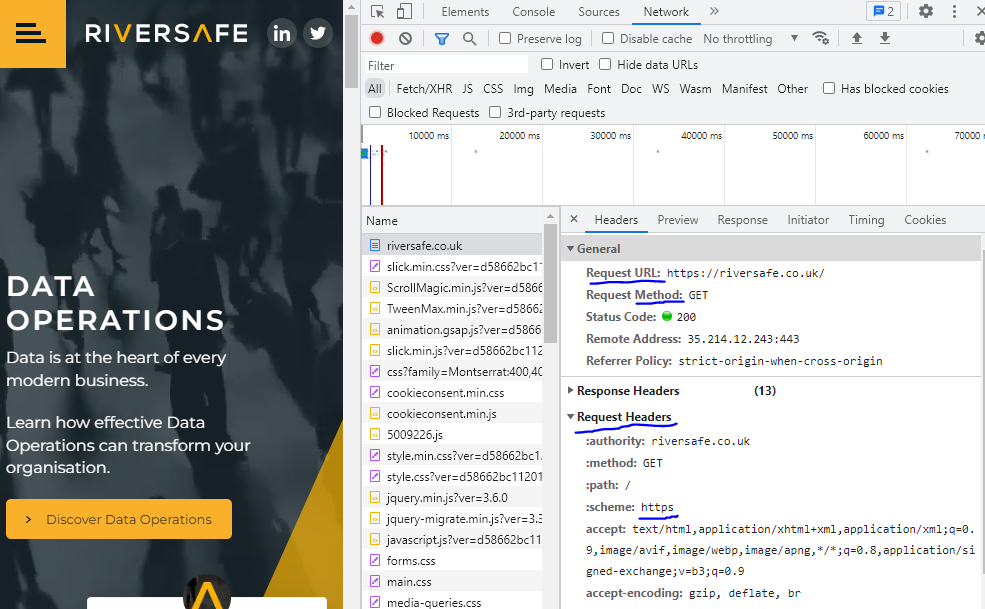 RIVERSAFE in
DATA
OPERATIONS
Data is at the heart of every
modern business.
Learn how effective Data
Operations can transform your
organisation.
> Discover Data Operations
Elements Console Sources Network » 2
Preserve log Disable cache No throttling
Filter Invert Hide data URLs
All Fetch/XHR JS CSS Img Media Font Doc WS Wasm Manifest Other Has blocked cookies
Blocked Requests 3rd-party requests
10000 ms 20000 ms 30000 ms 40000 ms 50000 ms 60000 ms 70000
Name
riversafe.co.uk
slick.min.css?ver=d58662bc11
ScrollMagic.min.js?ver=d5866
TweenMax.min.js?ver=d58662
animation.gsap.js?ver=d5866
slick.min.js?ver=d58662bc112
css?family=Montserrat:400,40
cookieconsent.min.css
cookieconsent.min.js
5009226.js
style.min.css?ver=d58662bc1.
style.css?ver=d58662bc11201
jquery.min.js?ver=3.6.0
jquery-migrate.min.js?ver=3.3
javascript.js?ver=d58662bc11
forms.css
main.css
media-queries.css
× Headers Preview Response Initiator Timing Cookies
General
Request URL: https://riversafe.co.uk/
Request Method: GET
Status Code: 200
Remote Address: 35.214.12.243:443
Referrer Policy: strict-origin-when-cross-origin
Response Headers (13)
Request Headers
:authority: riversafe.co.uk
:method: GET
:path: /
:scheme: https
accept: text/html,application/xhtml+xml,application/xml;q=0.
9,image/avif,image/webp,image/apng,*/*;q=0.8,application/si
gned-exchange;v=b3;q=0.9
accept-encoding: gzip, deflate, br